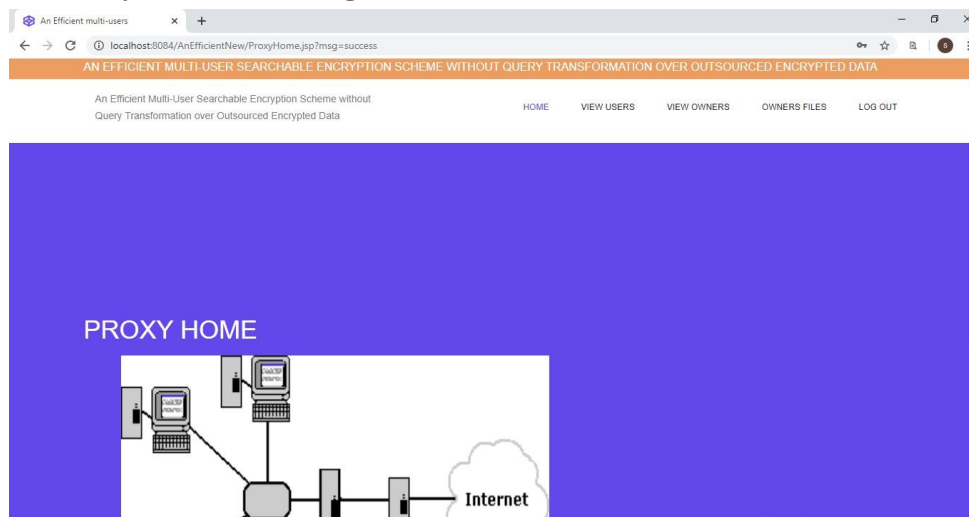 An Efficient multi-users
localhost:8084/AnEfficientNew/ProxyHome.jsp?msg=success
AN EFFICIENT MULTI-USER SEARCHABLE ENCRYPTION SCHEME WITHOUT QUERY TRANSFORMATION OVER OUTSOURCED ENCRYPTED DATA
An Efficient Multi-User Searchable Encryption Scheme without
Query Transformation over Outsourced Encrypted Data
HOME VIEW USERS VIEW OWNERS OWNERS FILES LOG OUT
PROXY HOME
Internet